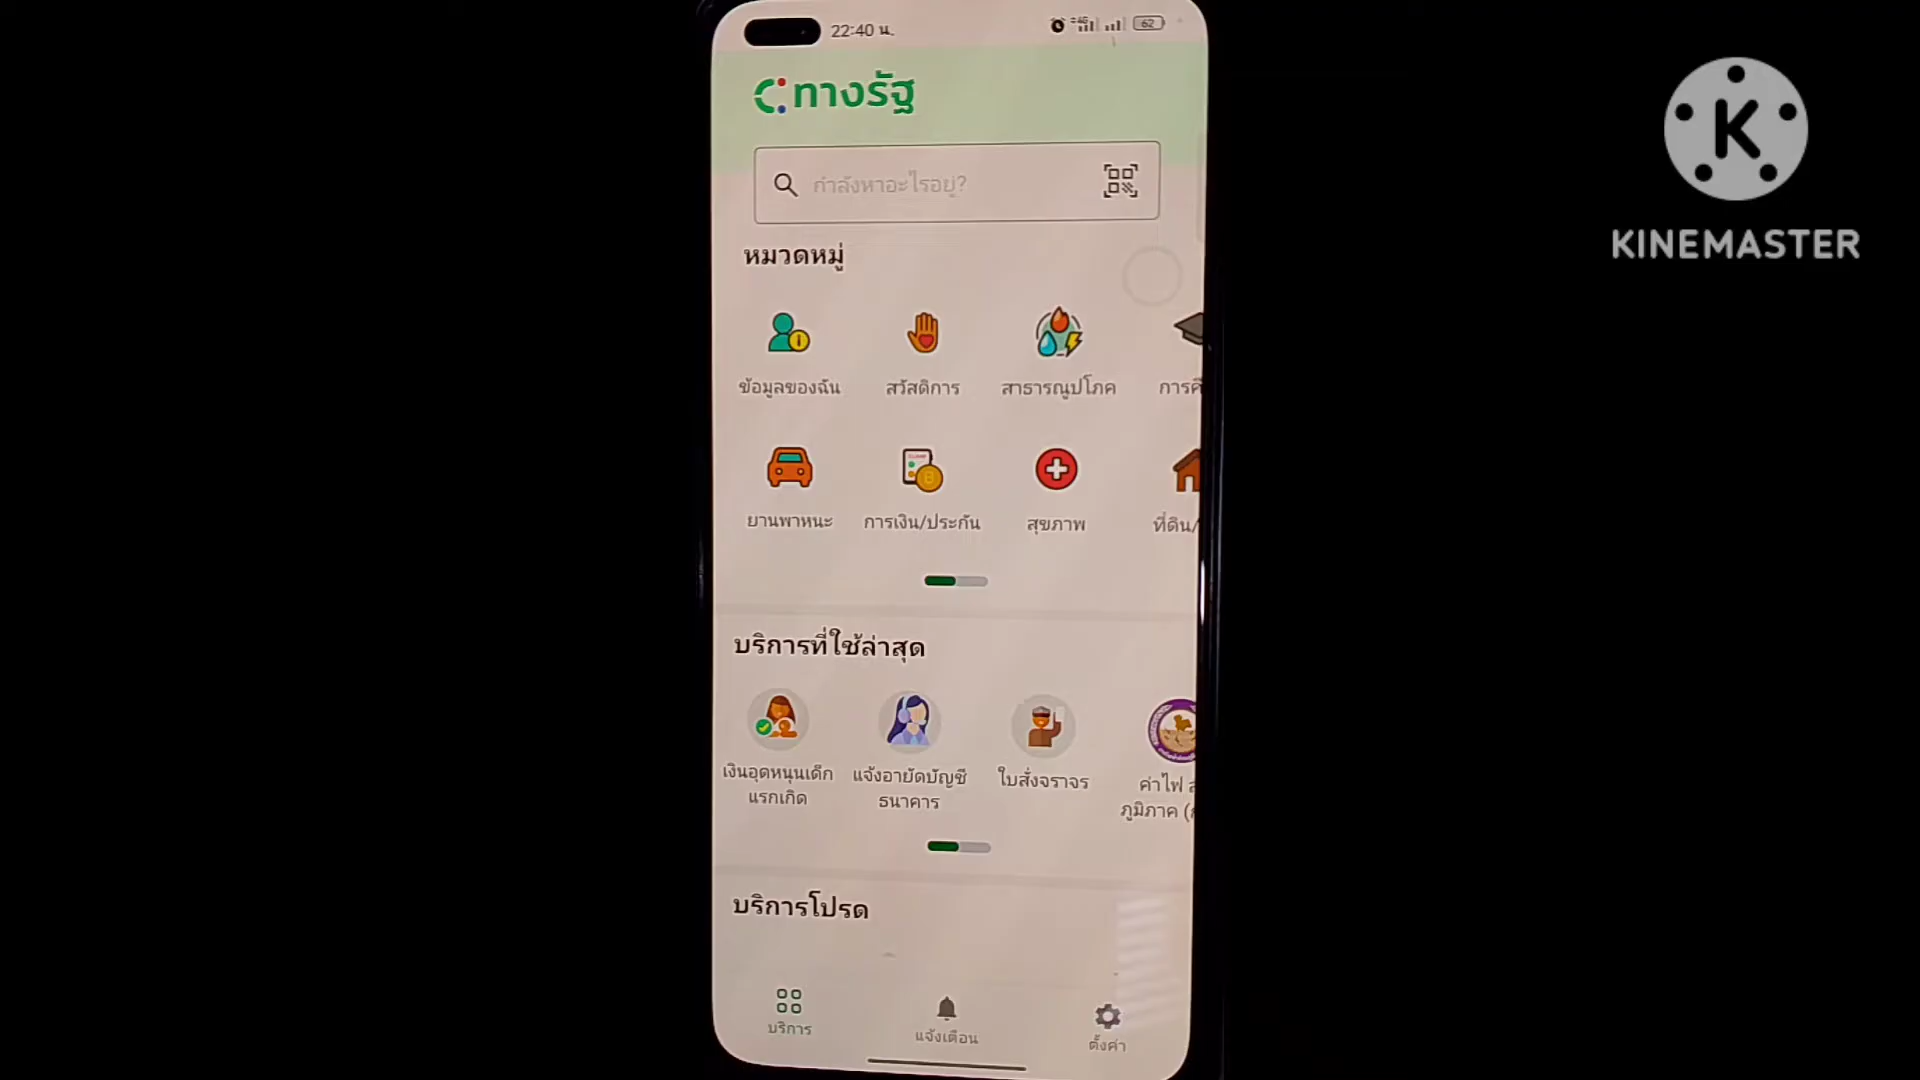 22:40 น.
62
ทางรัฐ
กำลังหาอะไรอยู่?
หมวดหมู่
ข้อมูลของฉัน
สวัสดิการ
สาธารณูปโภค
ยานพาหนะ
การเงิน/ประกัน
สุขภาพ
ที่ดิน/
บริการที่ใช้ล่าสุด
เงินอุดหนุนเด็ก
แรกเกิด
แจ้งอายัดบัญชี
ธนาคาร
ใบสั่งจราจร
ค่าไฟ
ภูมิภาค
บริการโปรด
บริการ
แจ้งเตือน
ตั้งค่า
K
KINEMASTER